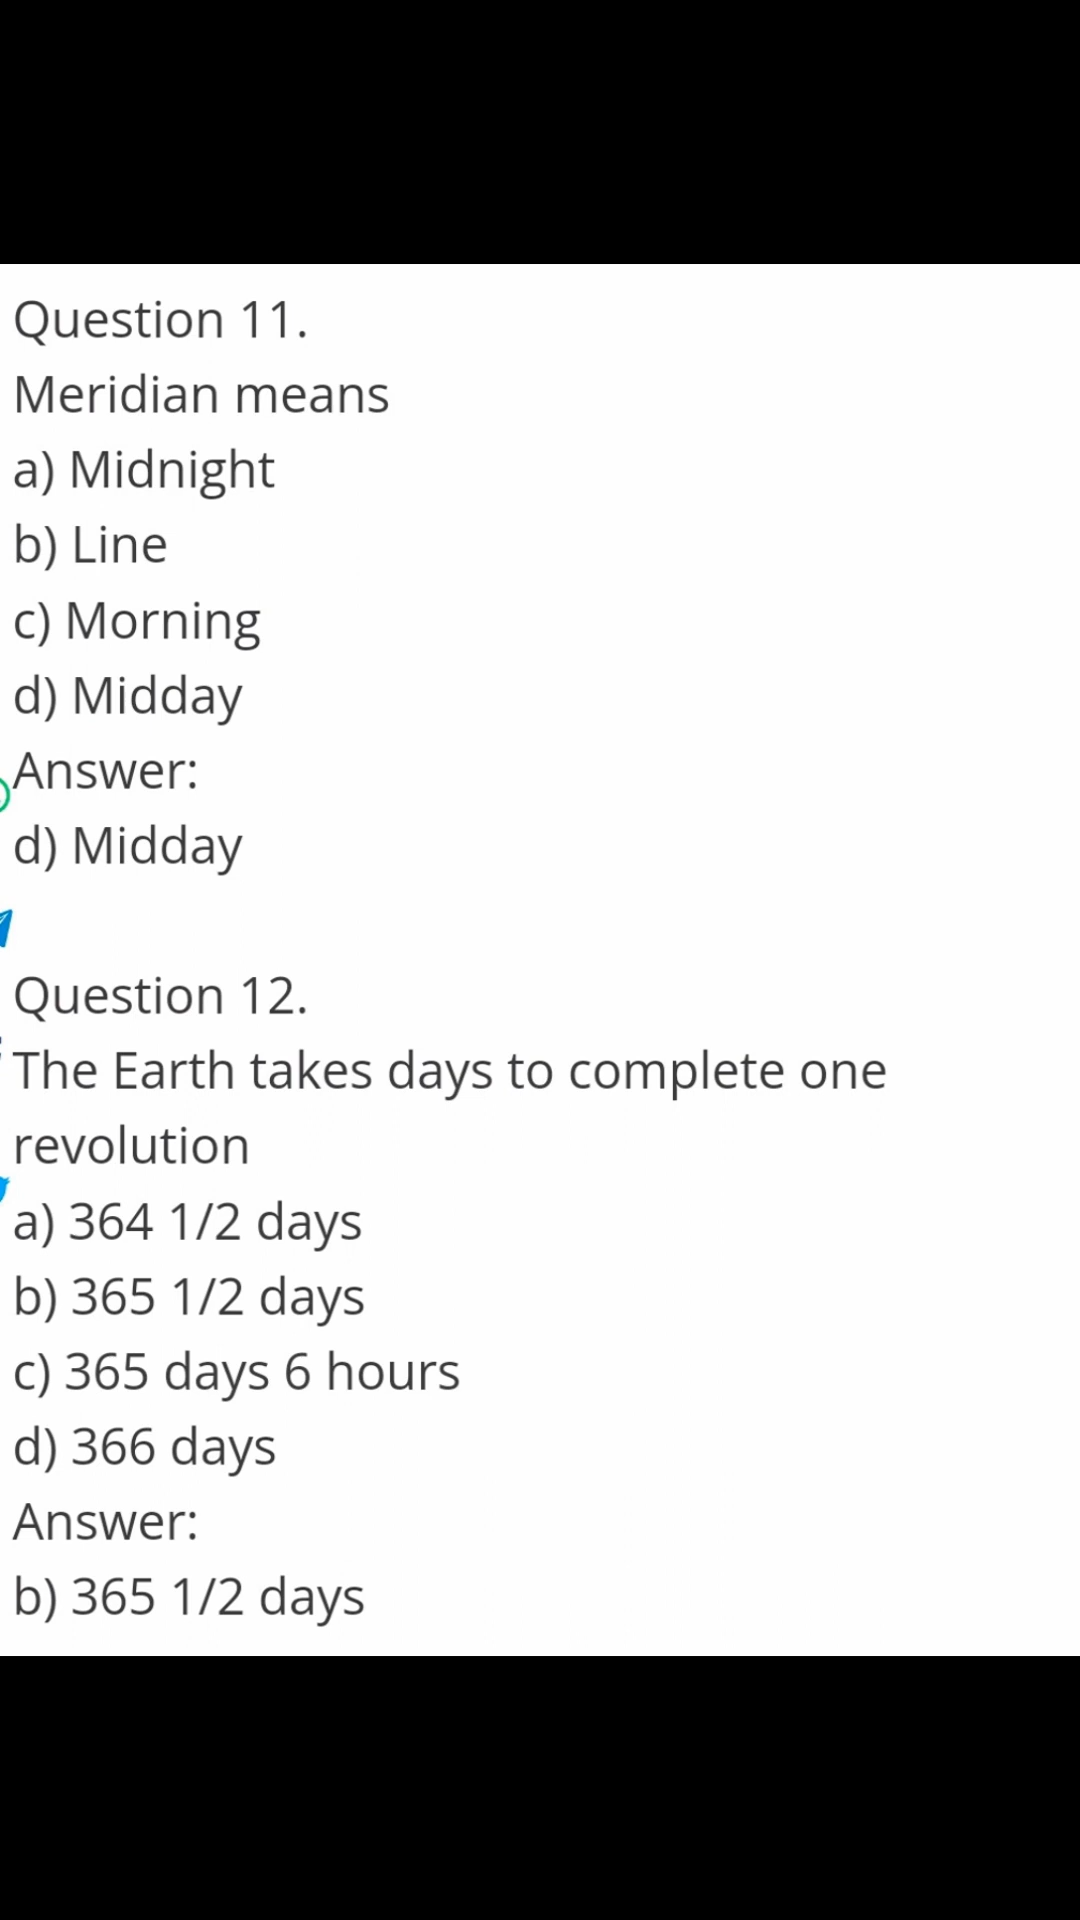 Question 11.
Meridian means
a) Midnight
b) Line
c) Morning
d) Midday
Answer:
d) Midday
Question 12.
The Earth takes days to complete one
revolution
a) 364 1/2 days
b) 365 1/2 days
c) 365 days 6 hours
d) 366 days
Answer:
b) 365 1/2 days